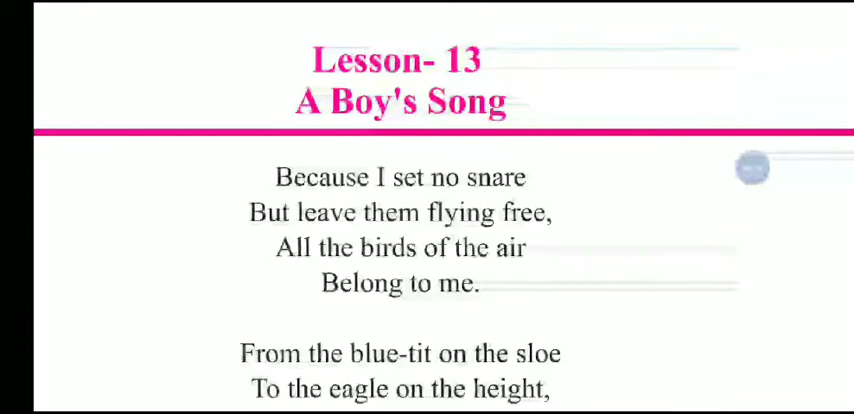 Lesson- 13
A Boy's Song
Because I set no snare
But leave them flying free,
All the birds of the air
Belong to me.
From the blue-tit on the sloe
To the eagle on the height,